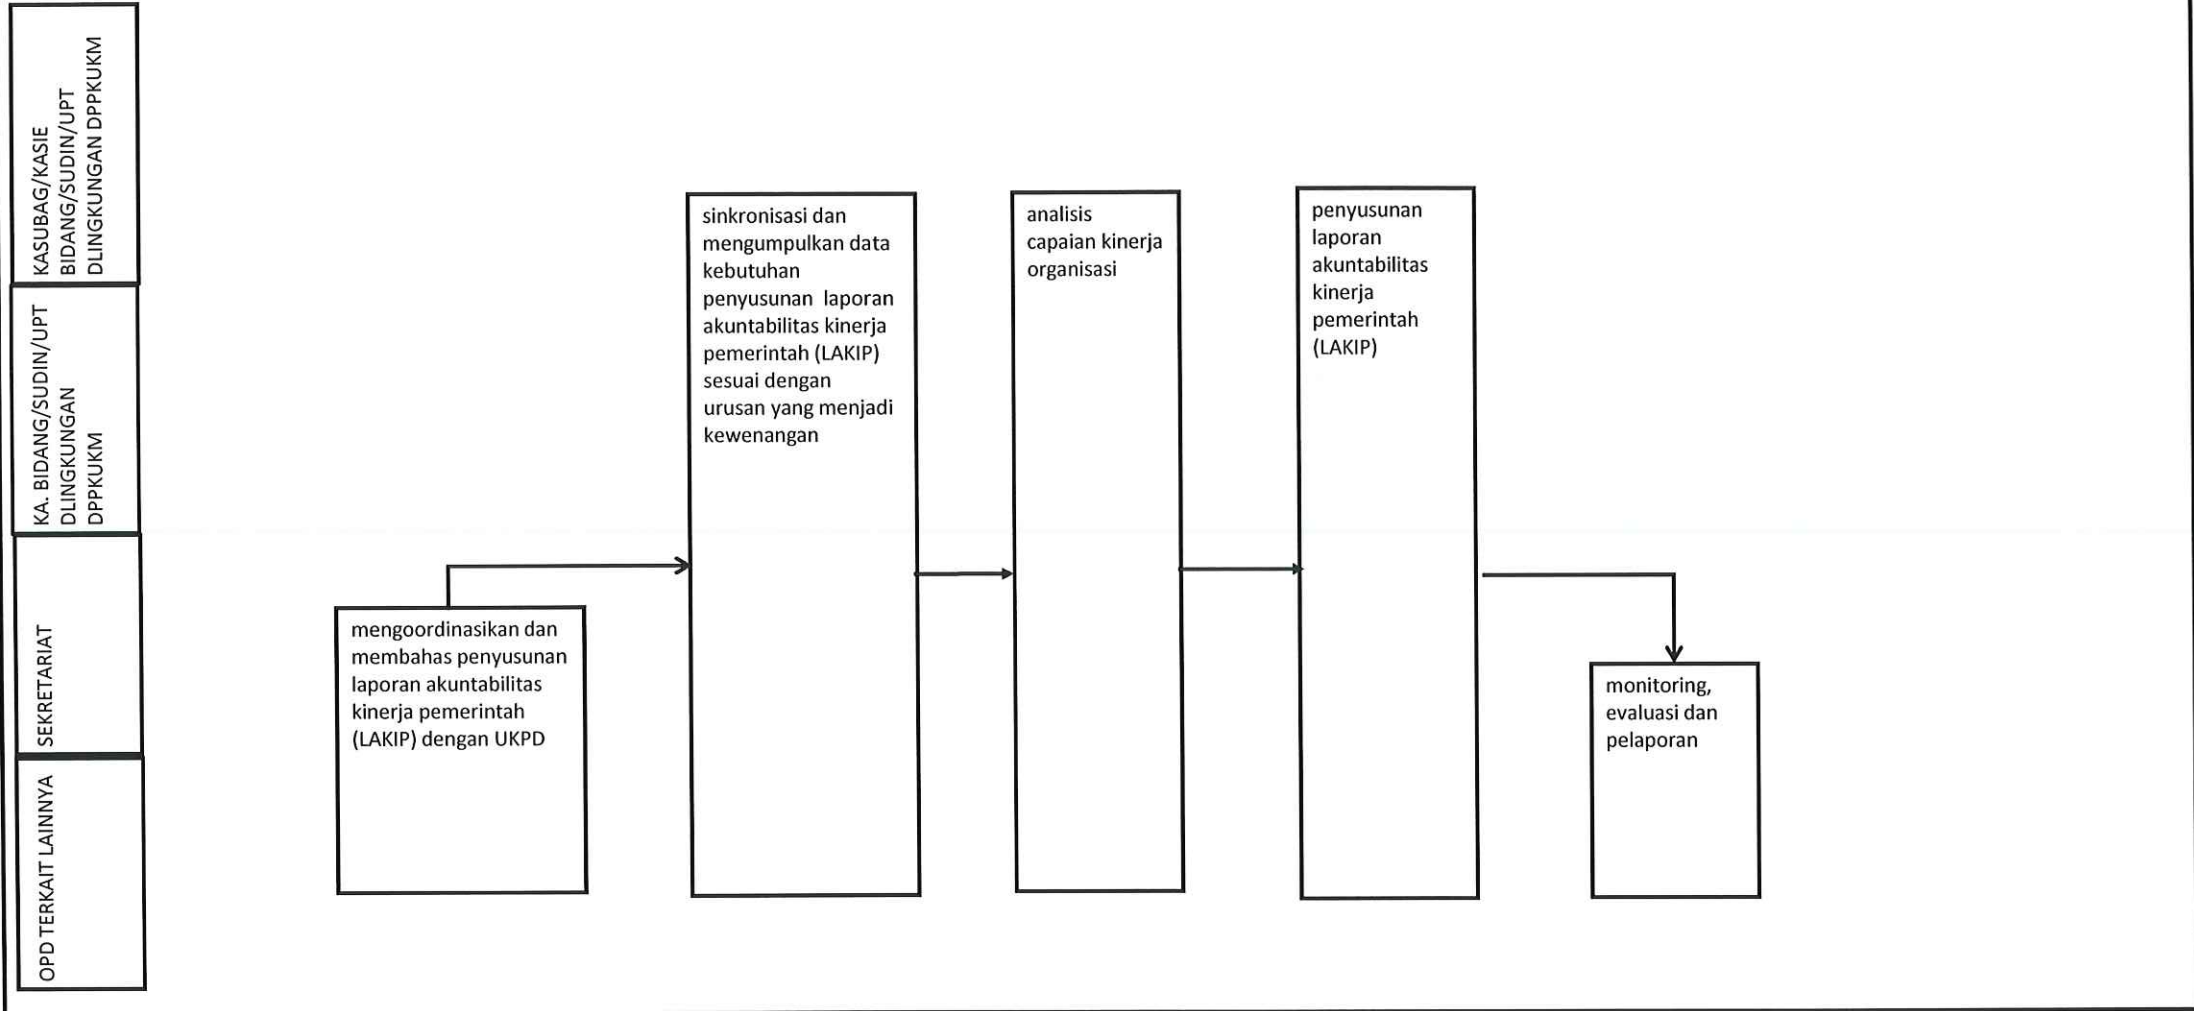 KASUBAG/KASIE
BIDANG/SUDIN/UPT
DLINGKUNGAN DPPKUKM
KA. BIDANG/SUDIN/UPT
DLINGKUNGAN
DPPKUKM
SEKRETARIAT
OPD TERKAIT LAINNYA
mengoordinasikan dan
membahas penyusunan
laporan akuntabilitas
kinerja pemerintah
(LAKIP) dengan UKPD
sinkronisasi dan
mengumpulkan data
kebutuhan
penyusunan laporan
akuntabilitas kinerja
pemerintah (LAKIP)
sesuai dengan
urusan yang menjadi
kewenangan
analisis
capaian kinerja
organisasi
penyusunan
laporan
akuntabilitas
kinerja
pemerintah
(LAKIP)
monitoring,
evaluasi dan
pelaporan